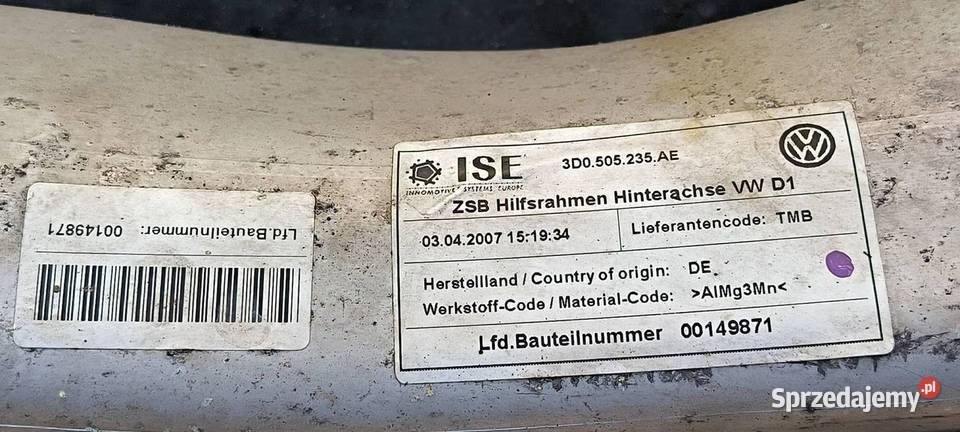 Lfd.Bauteilnummer: 00149871
ISE
INNOMOTIVE SYSTEMS EUROPE
3D0.505.235.AE
ZSB Hilfsrahmen Hinterachse VW D1
03.04.2007 15:19:34
Lieferantencode: TMB
Herstellland / Country of origin: DE
Werkstoff-Code / Material-Code: >AlMg3Mn<
Lfd.Bauteilnummer 00149871
Sprzedajemy.pl